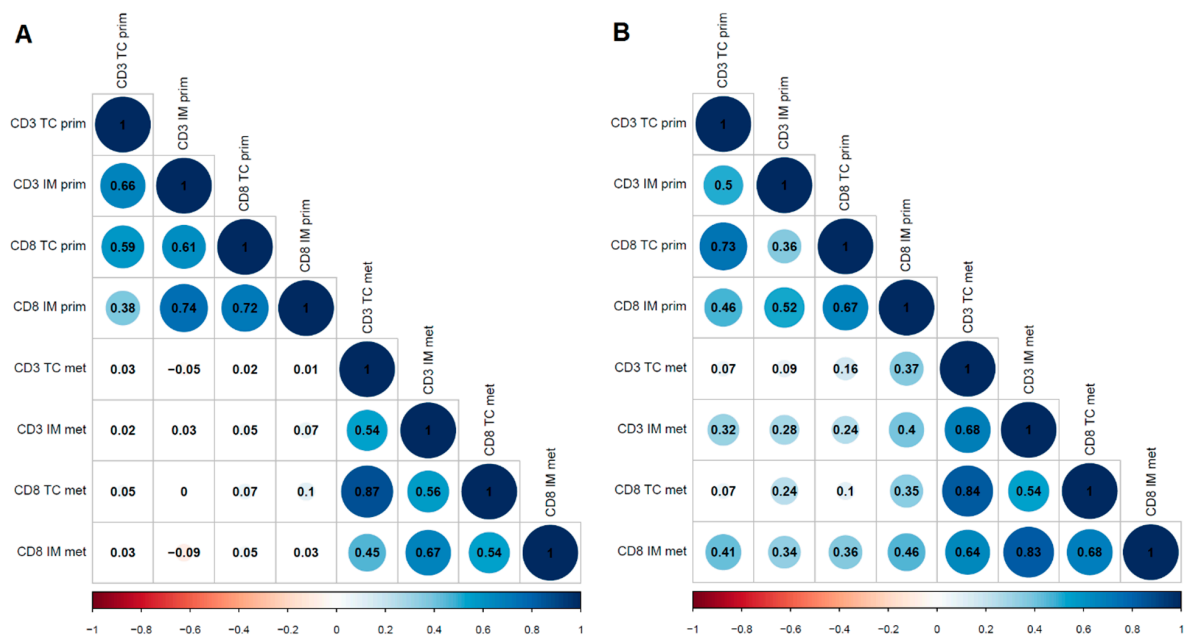 A
CD3 TC prim
CD3 IM prim
CD8 TC prim
CD8 IM prim
CD3 TC met
CD3 IM met
CD8 TC met
CD8 IM met
CD3 TC prim 1
CD3 IM prim 0.66 1
CD8 TC prim 0.59 0.61 1
CD8 IM prim 0.38 0.74 0.72 1
CD3 TC met 0.03 −0.05 0.02 0.01 1
CD3 IM met 0.02 0.03 0.05 0.07 0.54 1
CD8 TC met 0.05 0 0.07 0.1 0.87 0.56 1
CD8 IM met 0.03 −0.09 0.05 0.03 0.45 0.67 0.54 1
−1 −0.8 −0.6 −0.4 −0.2 0 0.2 0.4 0.6 0.8 1
B
CD3 TC prim
CD3 IM prim
CD8 TC prim
CD8 IM prim
CD3 TC met
CD3 IM met
CD8 TC met
CD8 IM met
CD3 TC prim 1
CD3 IM prim 0.5 1
CD8 TC prim 0.73 0.36 1
CD8 IM prim 0.46 0.52 0.67 1
CD3 TC met 0.07 0.09 0.16 0.37 1
CD3 IM met 0.32 0.28 0.24 0.4 0.68 1
CD8 TC met 0.07 0.24 0.1 0.35 0.84 0.54 1
CD8 IM met 0.41 0.34 0.36 0.46 0.64 0.83 0.68 1
−1 −0.8 −0.6 −0.4 −0.2 0 0.2 0.4 0.6 0.8 1